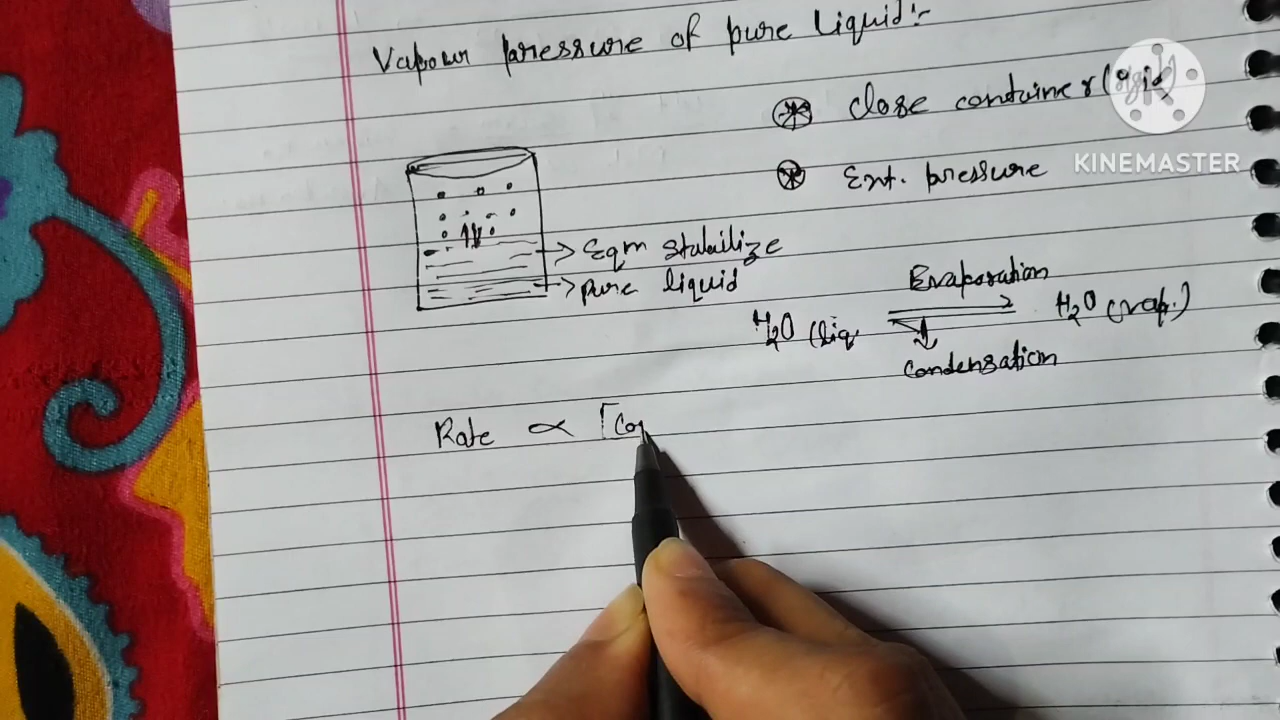 Vapour pressure of pure liquid:-
⊛ close container
⊛ Ext. pressure
KINEMASTER
→ Eqm stabilize
→ pure liquid
Evaporation
H2O (liq ⇌ H2O (vap.)
condensation
Rate ∝ [Con